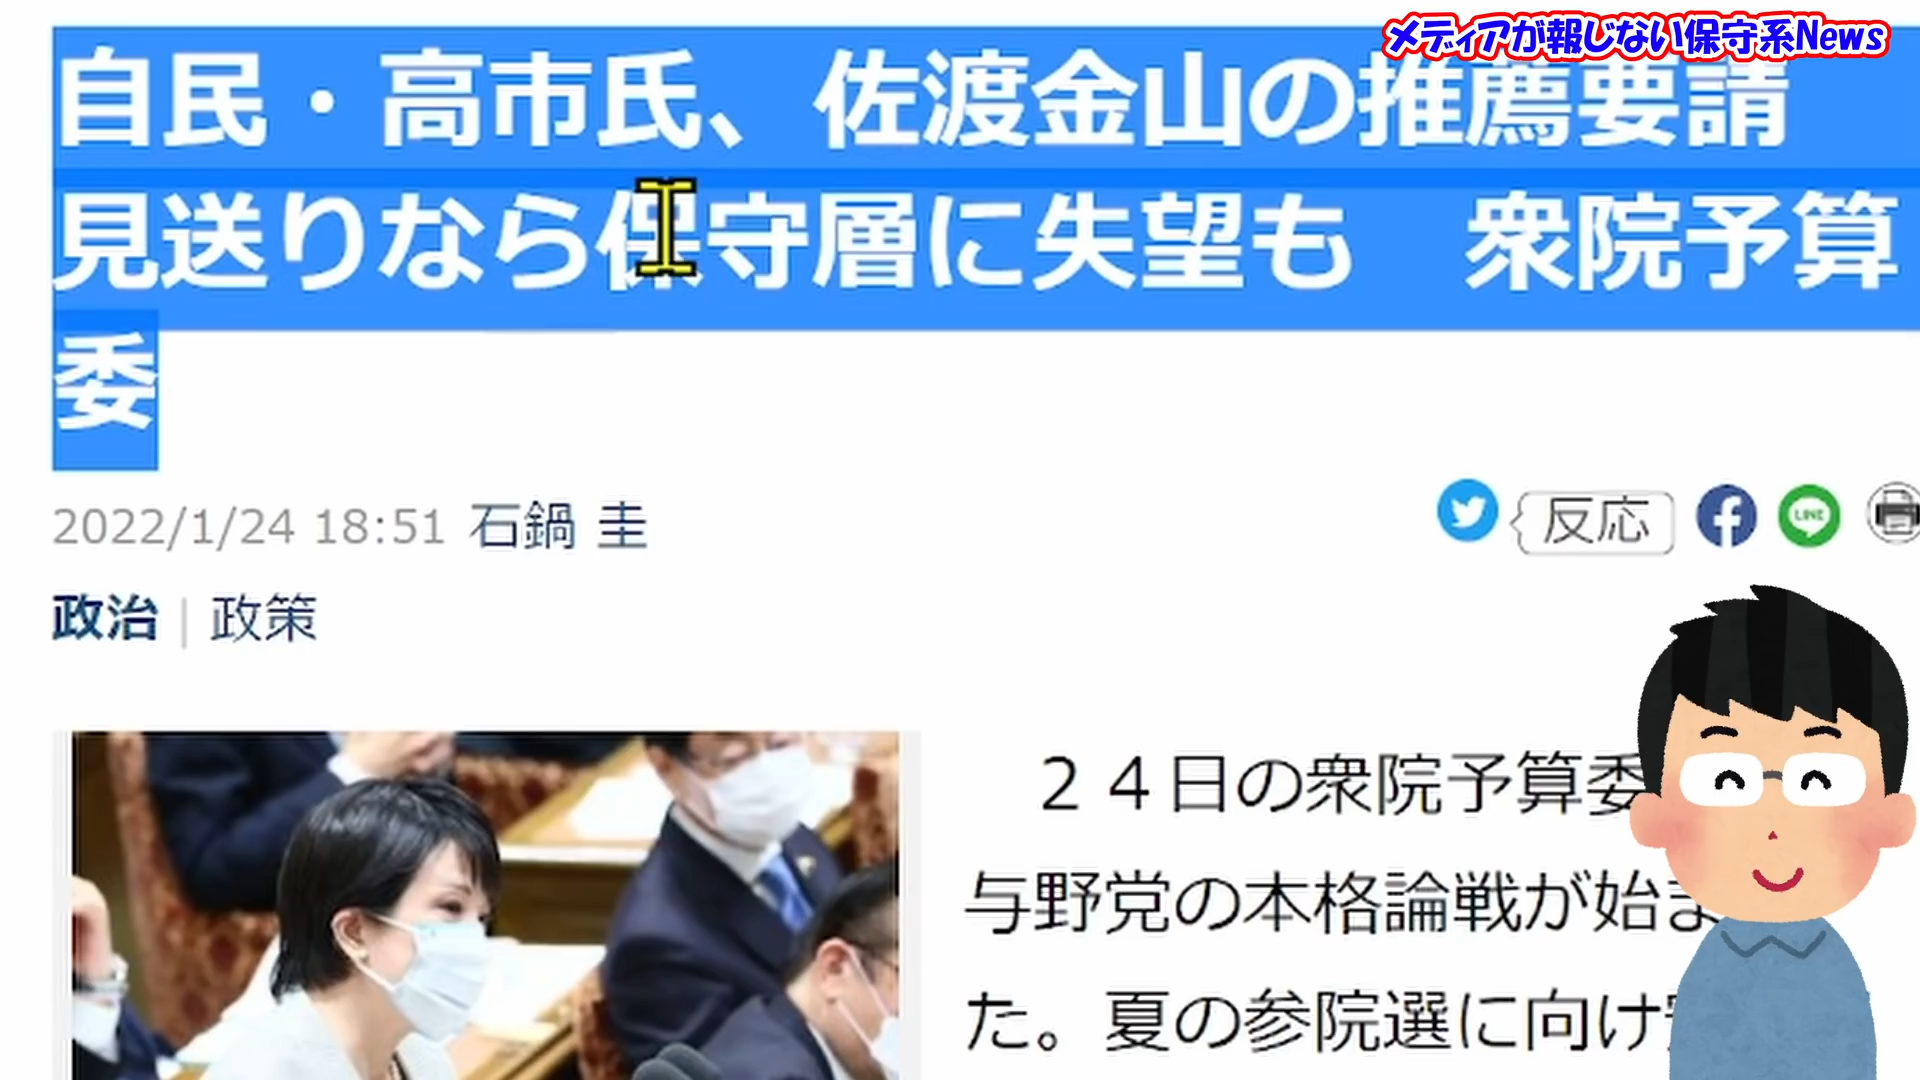 メディアが報じない保守系News
自民・高市氏、佐渡金山の推薦要請
見送りなら保守層に失望も　衆院予算
委
2022/1/24 18:51 石鍋 圭
反応
LINE
政治 | 政策
２４日の衆院予算委
与野党の本格論戦が始ま
た。夏の参院選に向け